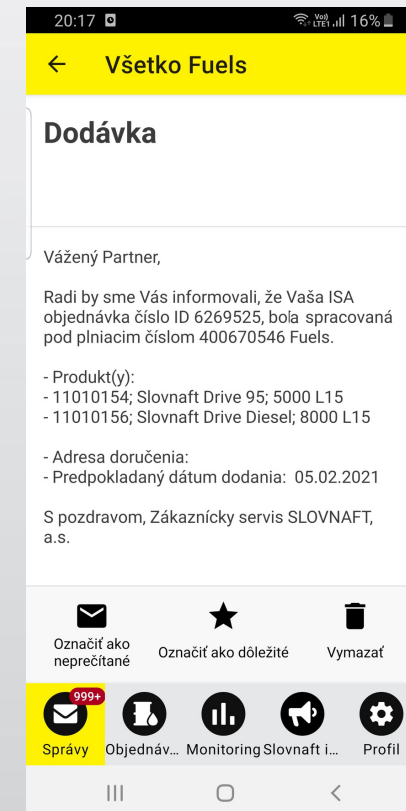 20:17
Vo) LTE1 16%
Všetko Fuels
Dodávka
Vážený Partner,
Radi by sme Vás informovali, že Vaša ISA
objednávka číslo ID 6269525, bola spracovaná
pod plniacim číslom 400670546 Fuels.
- Produkt(y):
- 11010154; Slovnaft Drive 95; 5000 L15
- 11010156; Slovnaft Drive Diesel; 8000 L15
- Adresa doručenia:
- Predpokladaný dátum dodania: 05.02.2021
S pozdravom, Zákaznícky servis SLOVNAFT,
a.s.
Označiť ako
neprečítané
Označiť ako dôležité
Vymazať
999+
Správy Objednáv... Monitoring Slovnaft i... Profil